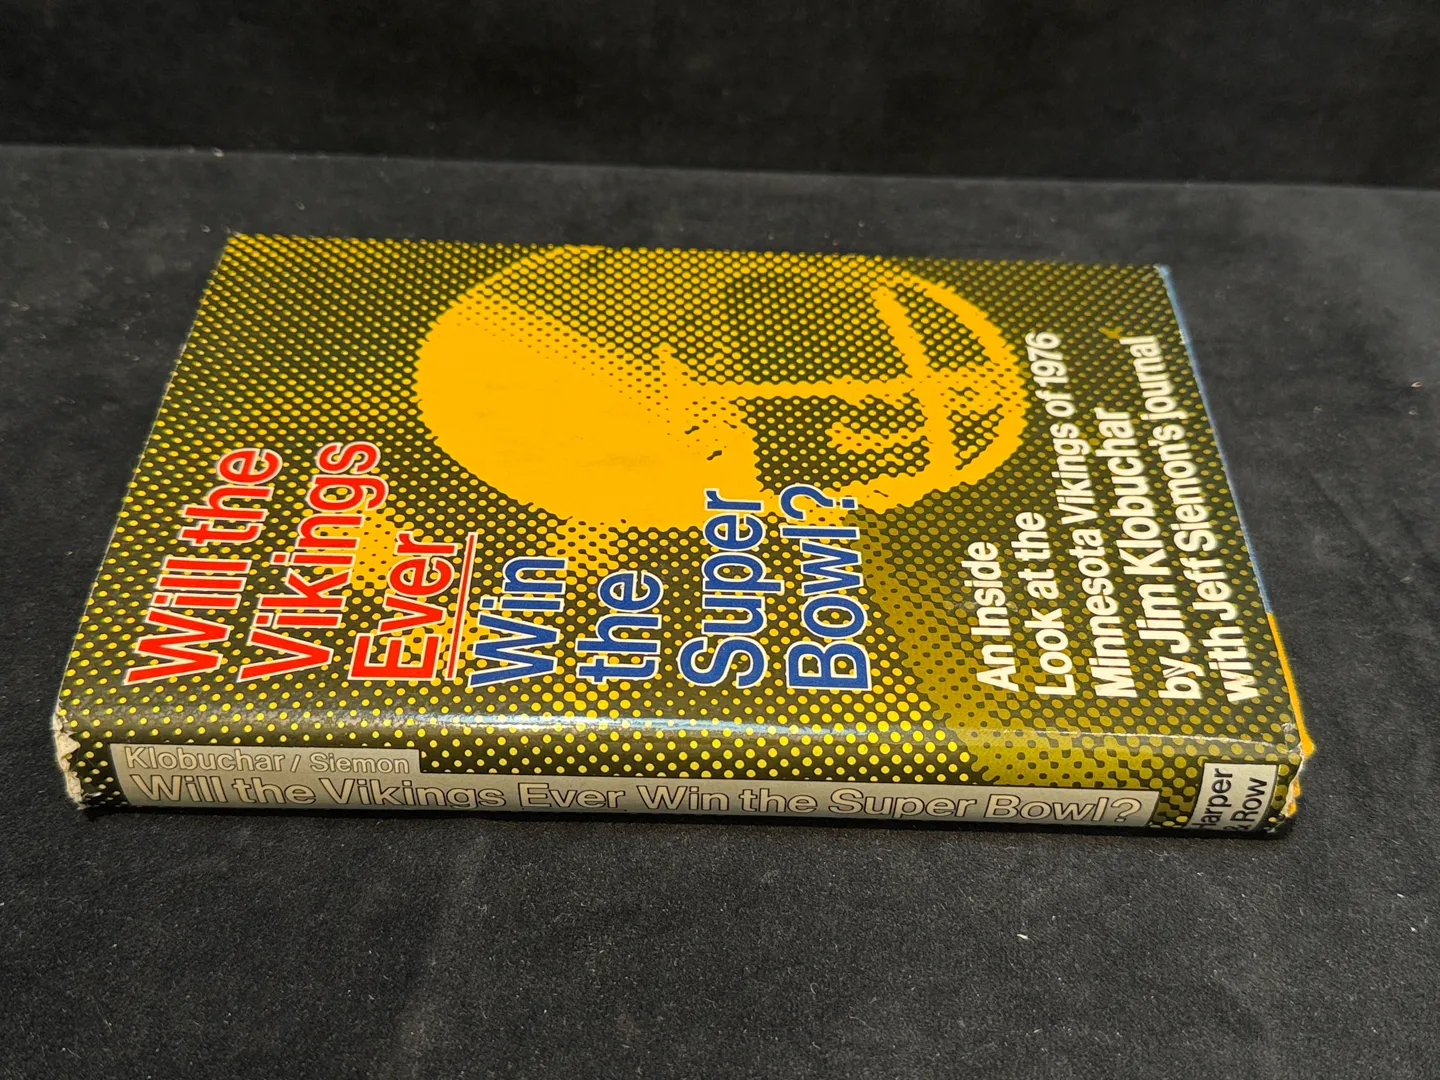 Will the
Vikings
Ever
Win
the
Super
Bowl?
An Inside
Look at the
Minnesota Vikings of 1976
by Jim Klobuchar
with Jeff Siemon's journal
Klobuchar / Siemon
Will the Vikings Ever Win the Super Bowl?
Harper
& Row